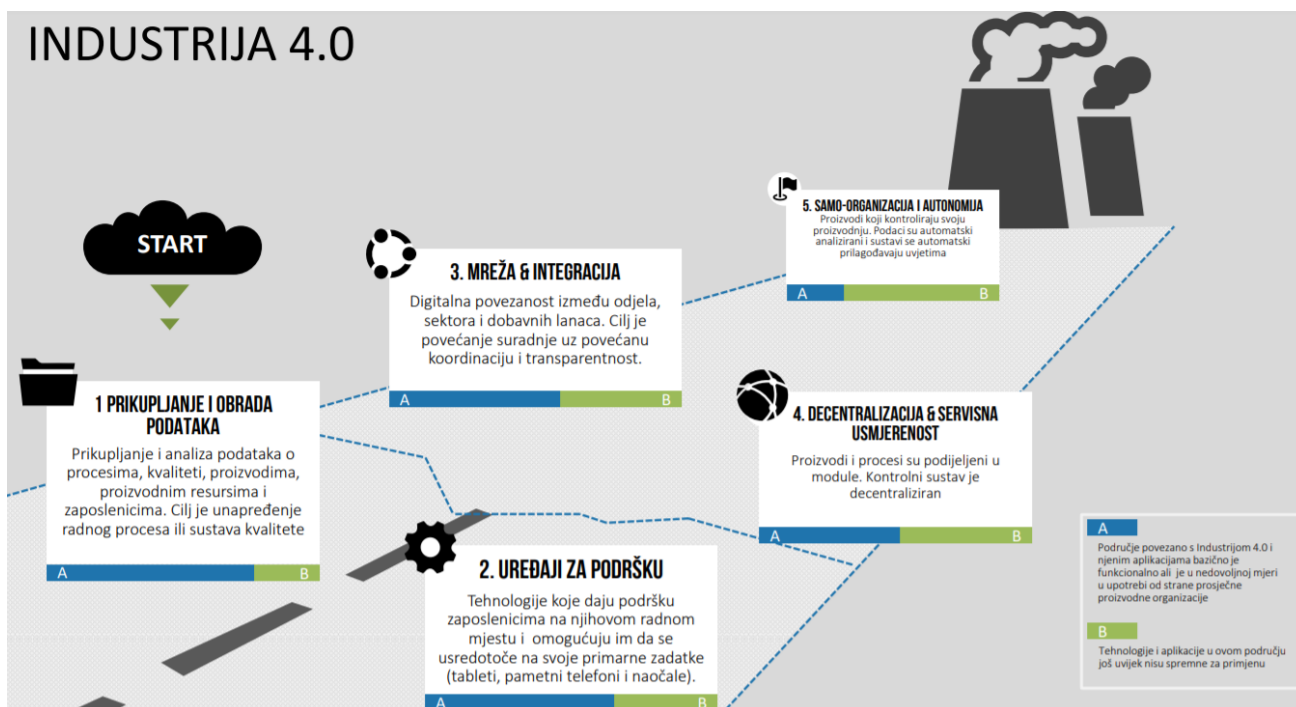 INDUSTRIJA 4.0
START
1 PRIKUPLJANJE I OBRADA
PODATAKA
Prikupljanje i analiza podataka o
procesima, kvaliteti, proizvodima,
proizvodnim resursima i
zaposlenicima. Cilj je unapređenje
radnog procesa ili sustava kvalitete
A
B
2. UREĐAJI ZA PODRŠKU
Tehnologije koje daju podršku
zaposlenicima na njihovom radnom
mjestu i omogućuju im da se
usredotoče na svoje primarne zadatke
(tableti, pametni telefoni i naočale).
A
B
3. MREŽA & INTEGRACIJA
Digitalna povezanost između odjela,
sektora i dobavnih lanaca. Cilj je
povećanje suradnje uz povećanu
koordinaciju i transparentnost.
A
B
4. DECENTRALIZACIJA & SERVISNA
USMJERENOST
Proizvodi i procesi su podijeljeni u
module. Kontrolni sustav je
decentraliziran
A
B
5. SAMO-ORGANIZACIJA I AUTONOMIJA
Proizvodi koji kontroliraju svoju
proizvodnju. Podaci su automatski
analizirani i sustavi se automatski
prilagođavaju uvjetima
A
B
A
Područje povezano s Industrijom 4.0 i
njenim aplikacijama bazično je
funkcionalno ali je u nedovoljnoj mjeri
u upotrebi od strane prosječne
proizvodne organizacije
B
Tehnologije i aplikacije u ovom području
još uvijek nisu spremne za primjenu